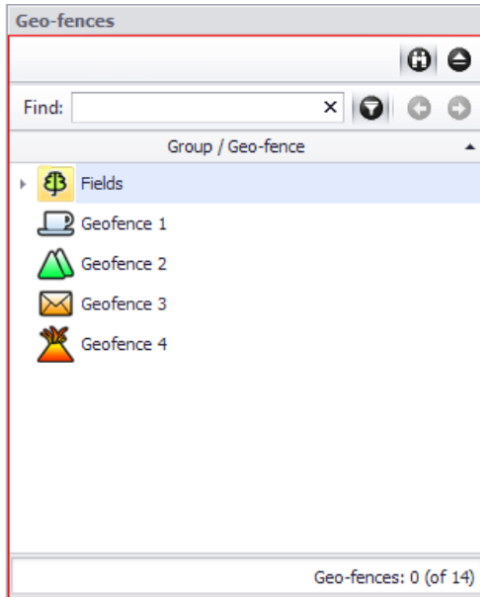 Geo-fences
Find:
Group / Geo-fence
Fields
Geofence 1
Geofence 2
Geofence 3
Geofence 4
Geo-fences: 0 (of 14)